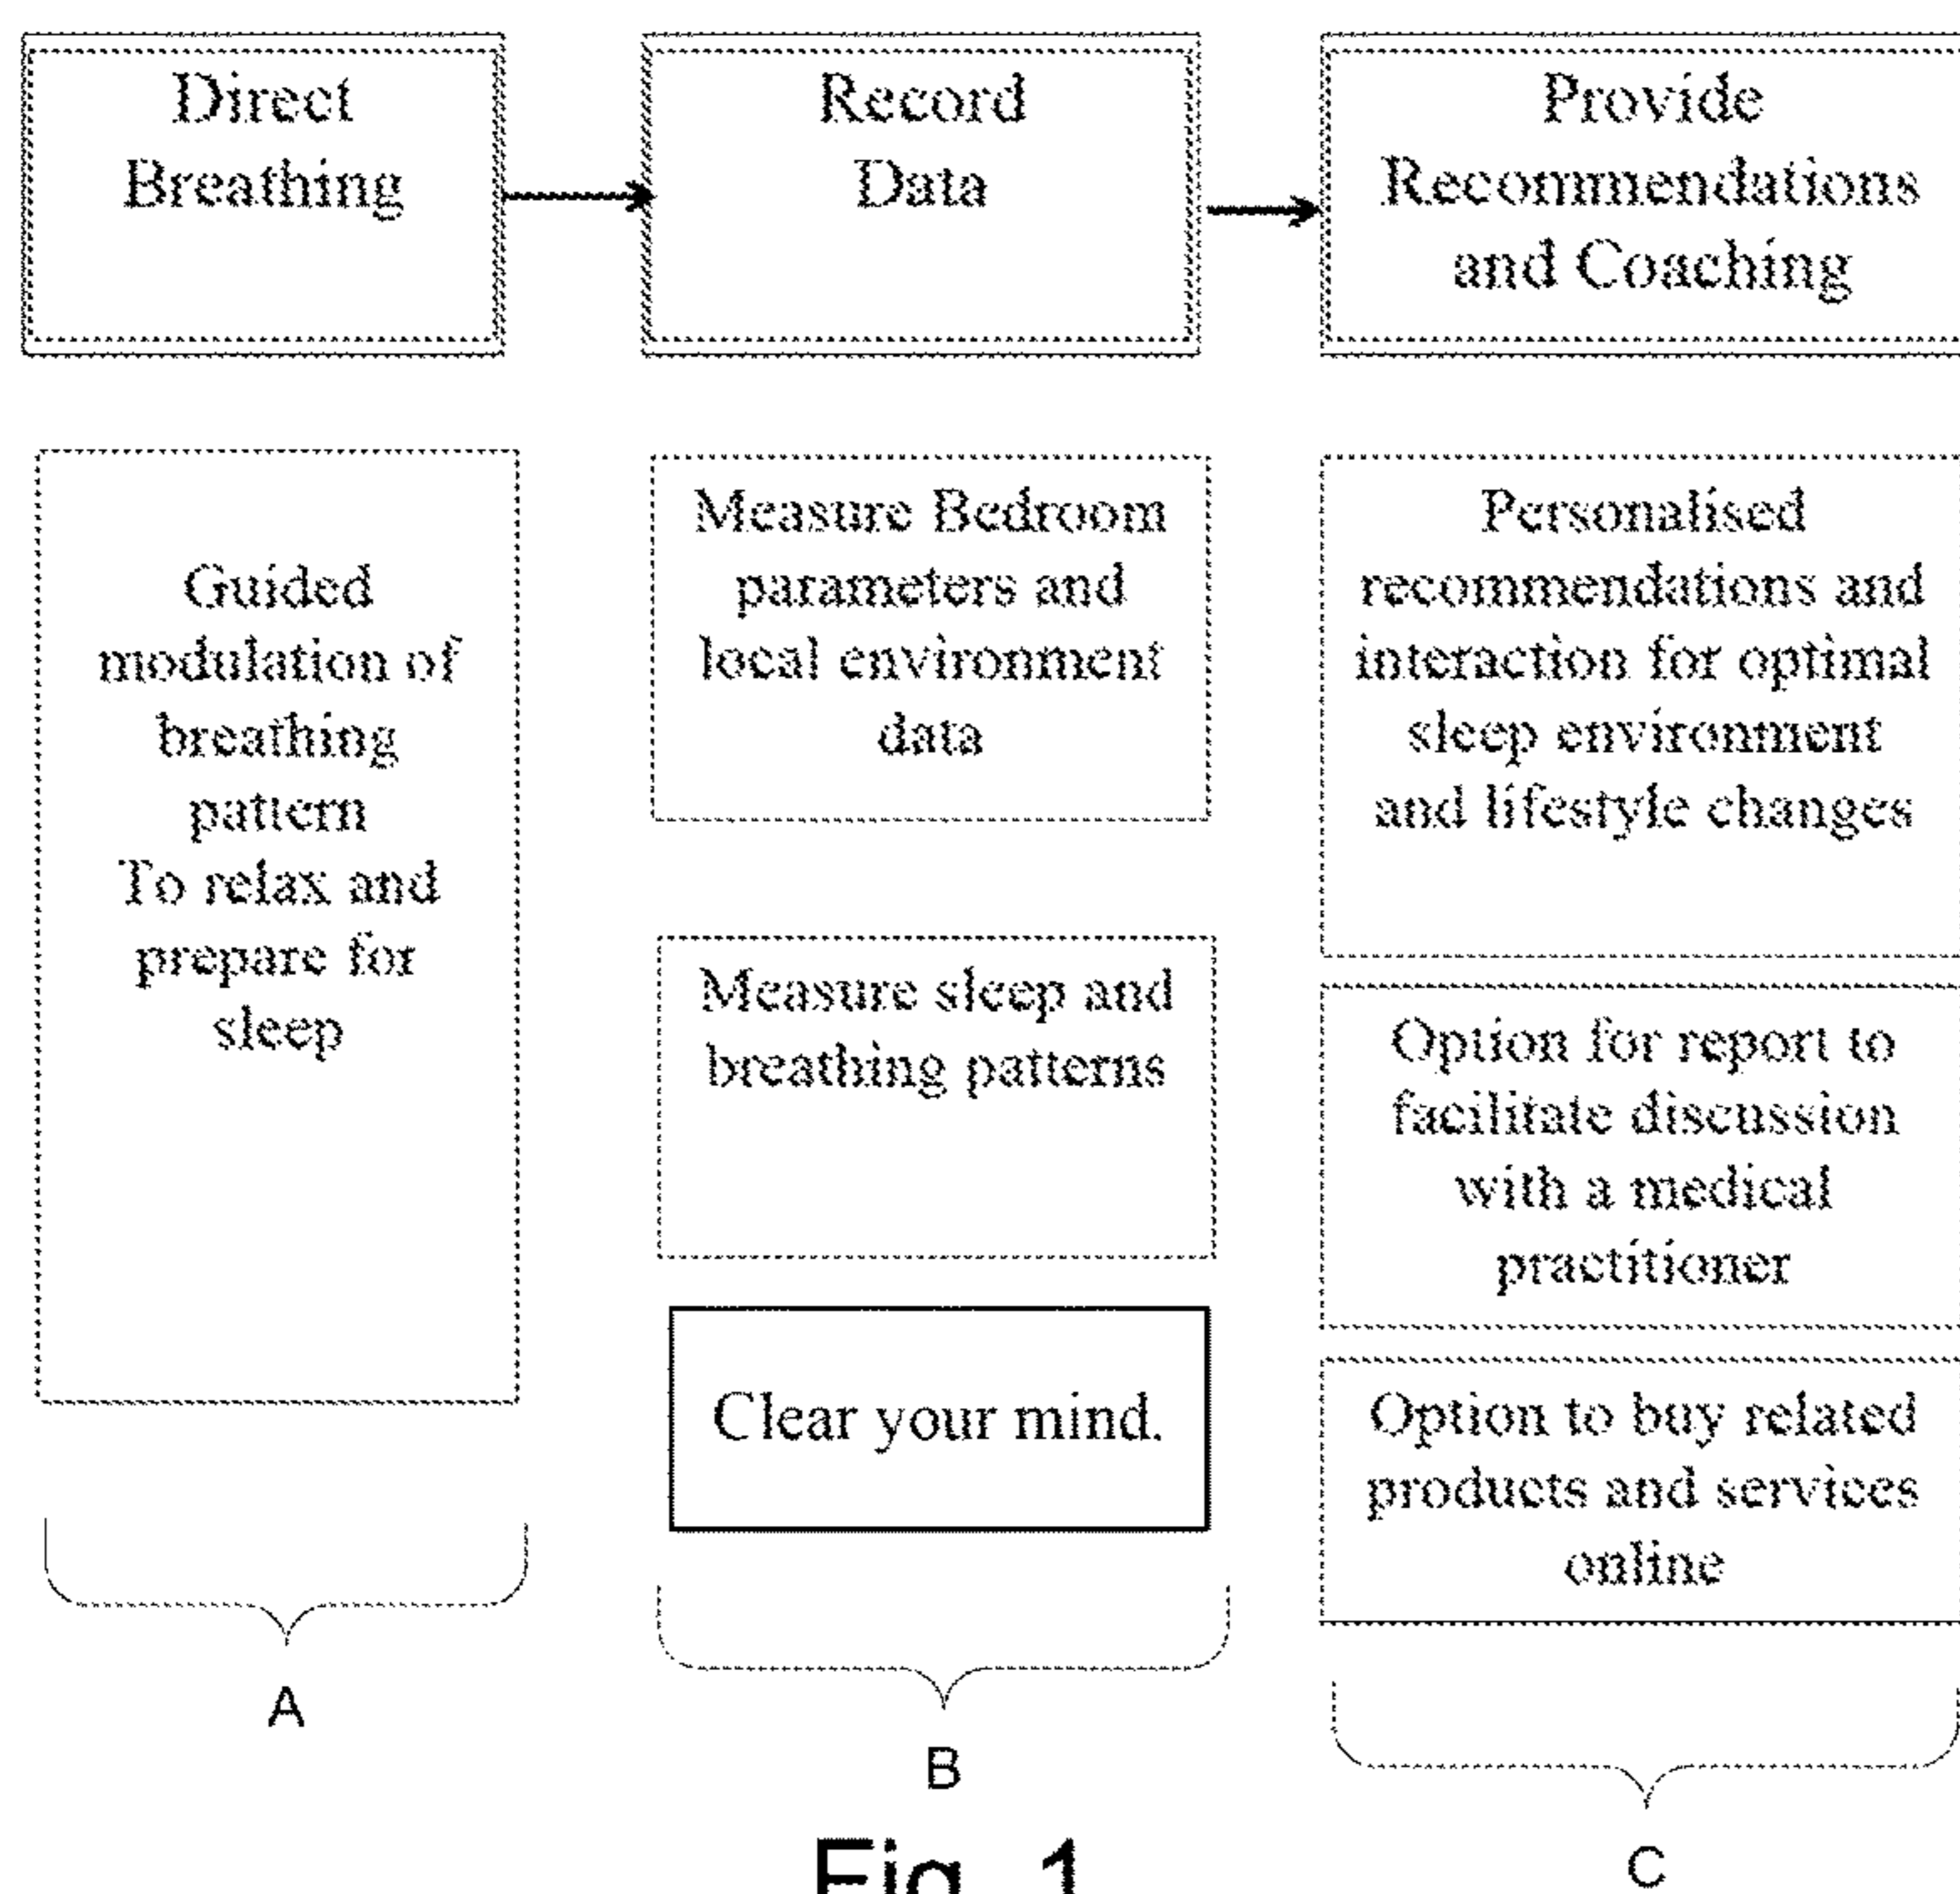 Direct
Breathing
Record
Data
Provide
Recommendations
and Coaching
Guided
modulation of
breathing
pattern
To relax and
prepare for
sleep
Measure Bedroom
parameters and
local environment
data
Measure sleep and
breathing patterns
Clear your mind.
Personalised
recommendations and
interaction for optimal
sleep environment
and lifestyle changes
Option for report to
facilitate discussion
with a medical
practitioner
Option to buy related
products and services
online
A
B
C
Fig. 1